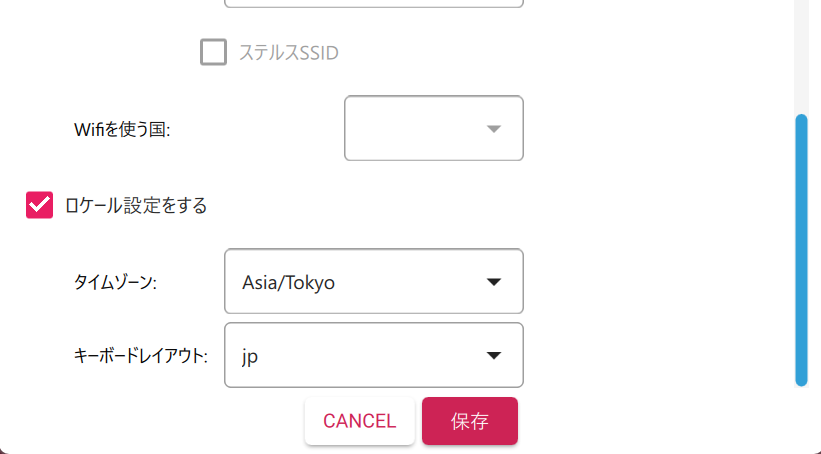 ステルスSSID
Wifiを使う国:
ロケール設定をする
タイムゾーン: Asia/Tokyo
キーボードレイアウト: jp
CANCEL 保存